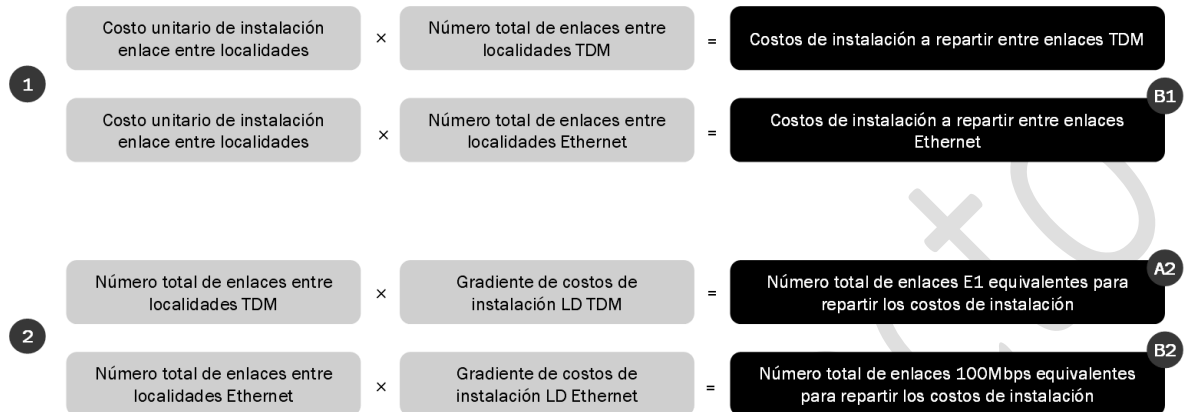 Costo unitario de instalación
enlace entre localidades
×
Número total de enlaces entre
localidades TDM
=
Costos de instalación a repartir entre enlaces TDM
1
Costo unitario de instalación
enlace entre localidades
×
Número total de enlaces entre
localidades Ethernet
=
Costos de instalación a repartir entre enlaces
Ethernet
B1
Número total de enlaces entre
localidades TDM
×
Gradiente de costos de
instalación LD TDM
=
Número total de enlaces E1 equivalentes para
repartir los costos de instalación
A2
2
Número total de enlaces entre
localidades Ethernet
×
Gradiente de costos de
instalación LD Ethernet
=
Número total de enlaces 100Mbps equivalentes
para repartir los costos de instalación
B2